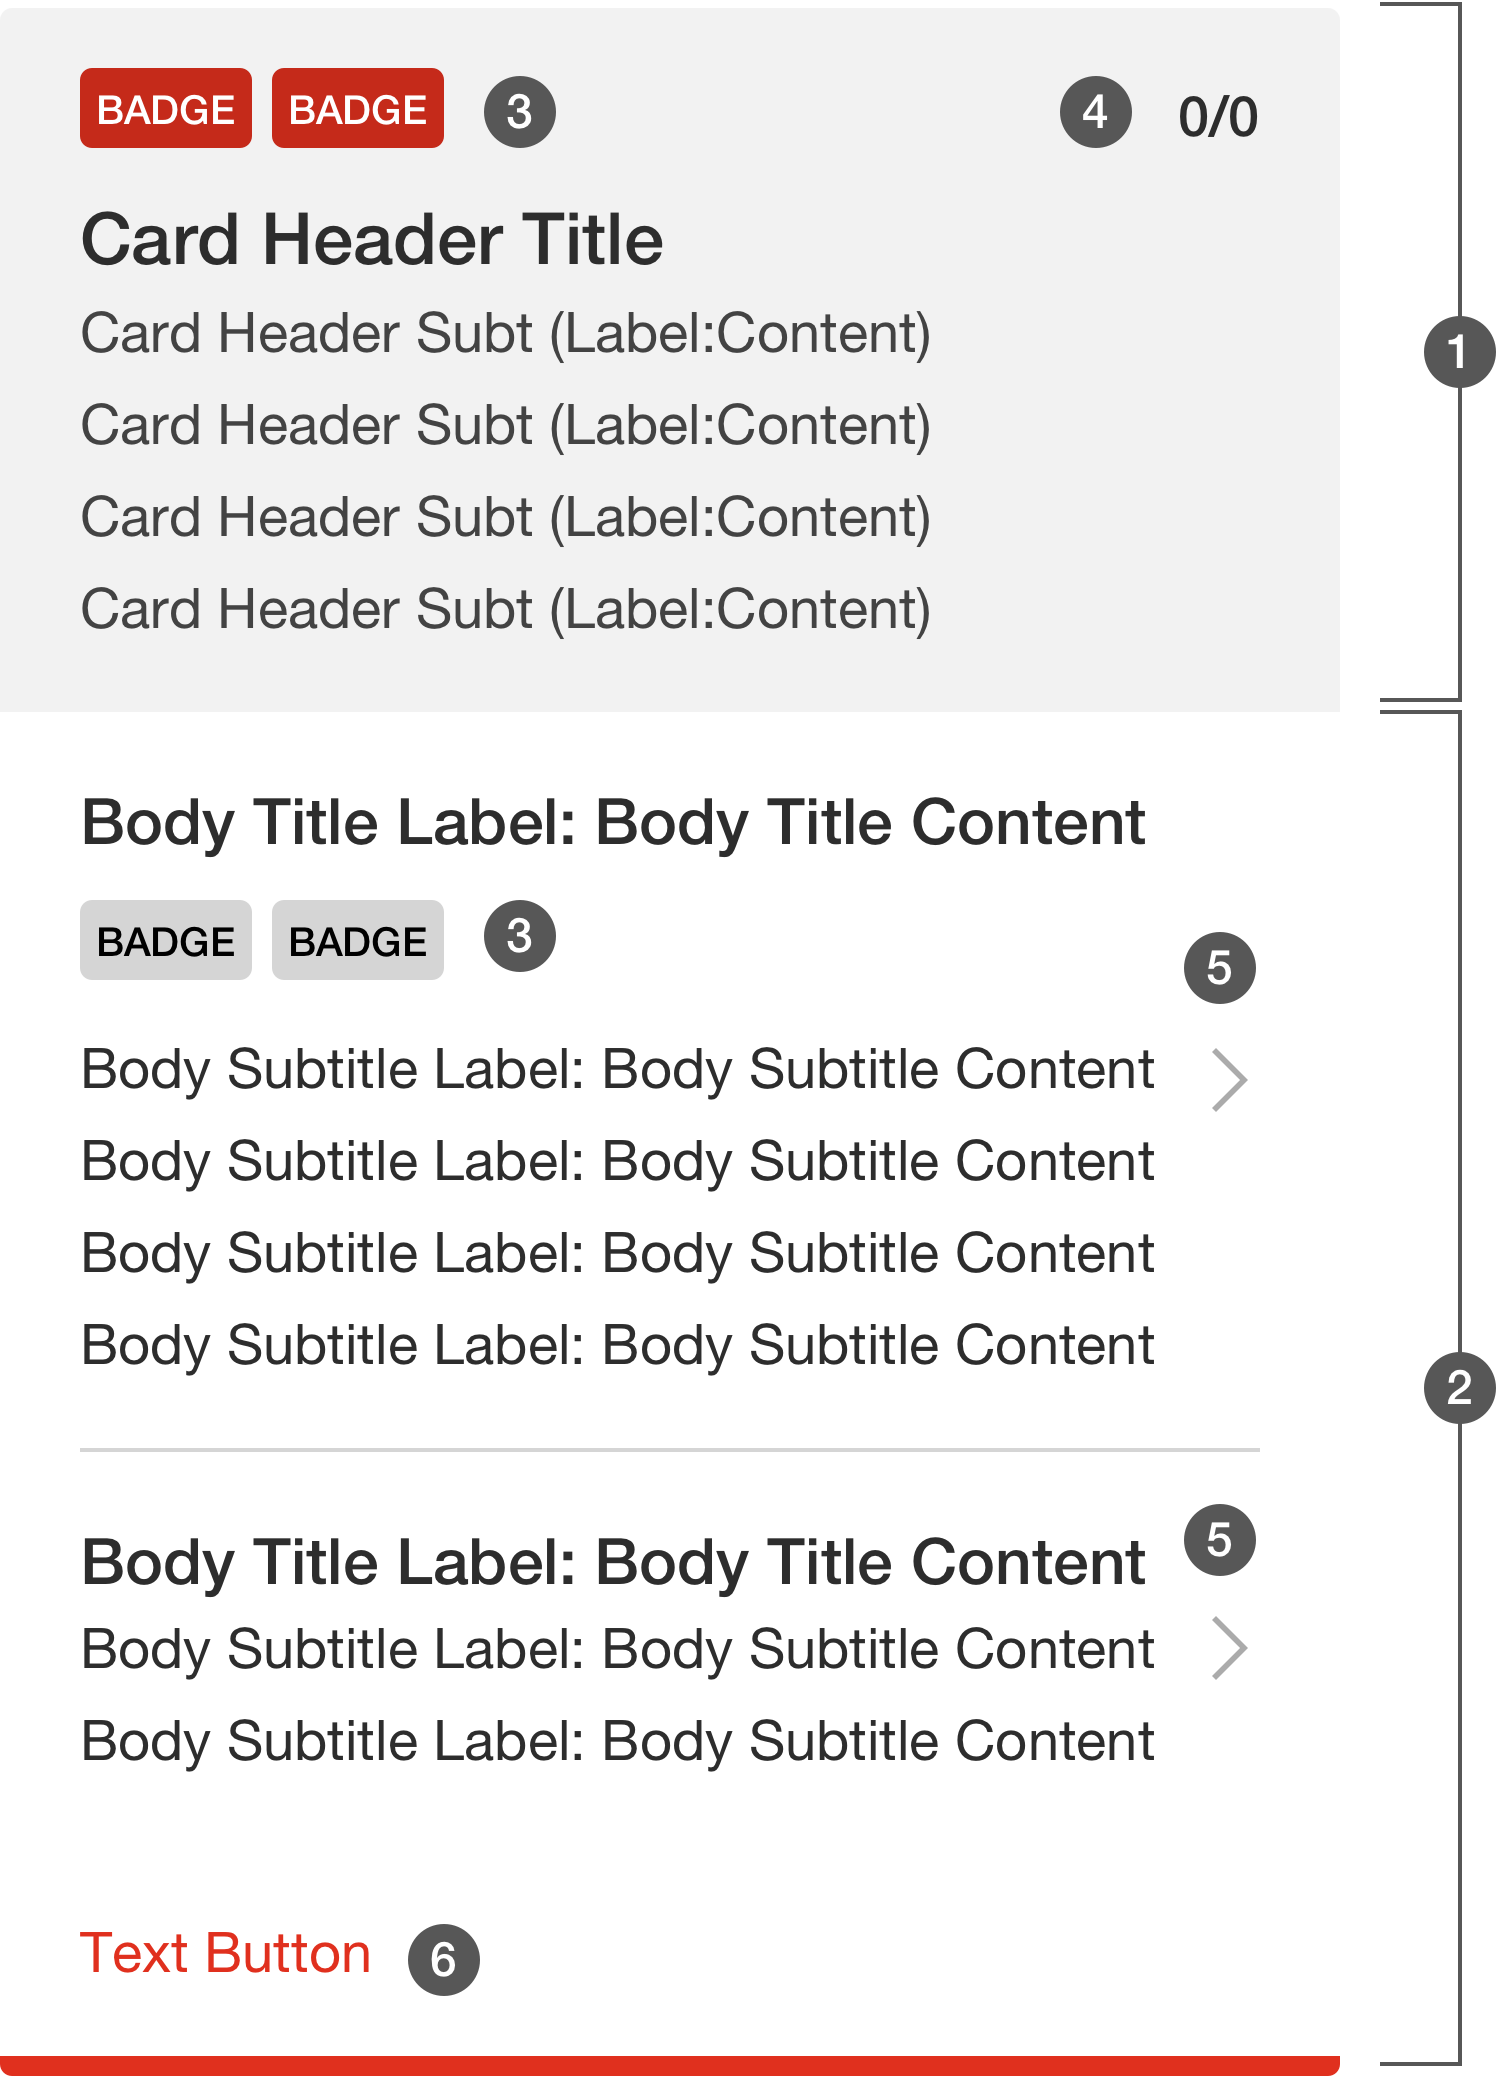 BADGE BADGE 3 4 0/0
Card Header Title
Card Header Subt (Label:Content)
1
Card Header Subt (Label:Content)
Card Header Subt (Label:Content)
Card Header Subt (Label:Content)
Body Title Label: Body Title Content
BADGE BADGE 3
5
Body Subtitle Label: Body Subtitle Content
Body Subtitle Label: Body Subtitle Content
Body Subtitle Label: Body Subtitle Content
Body Subtitle Label: Body Subtitle Content
2
Body Title Label: Body Title Content 5
Body Subtitle Label: Body Subtitle Content
Body Subtitle Label: Body Subtitle Content
Text Button 6